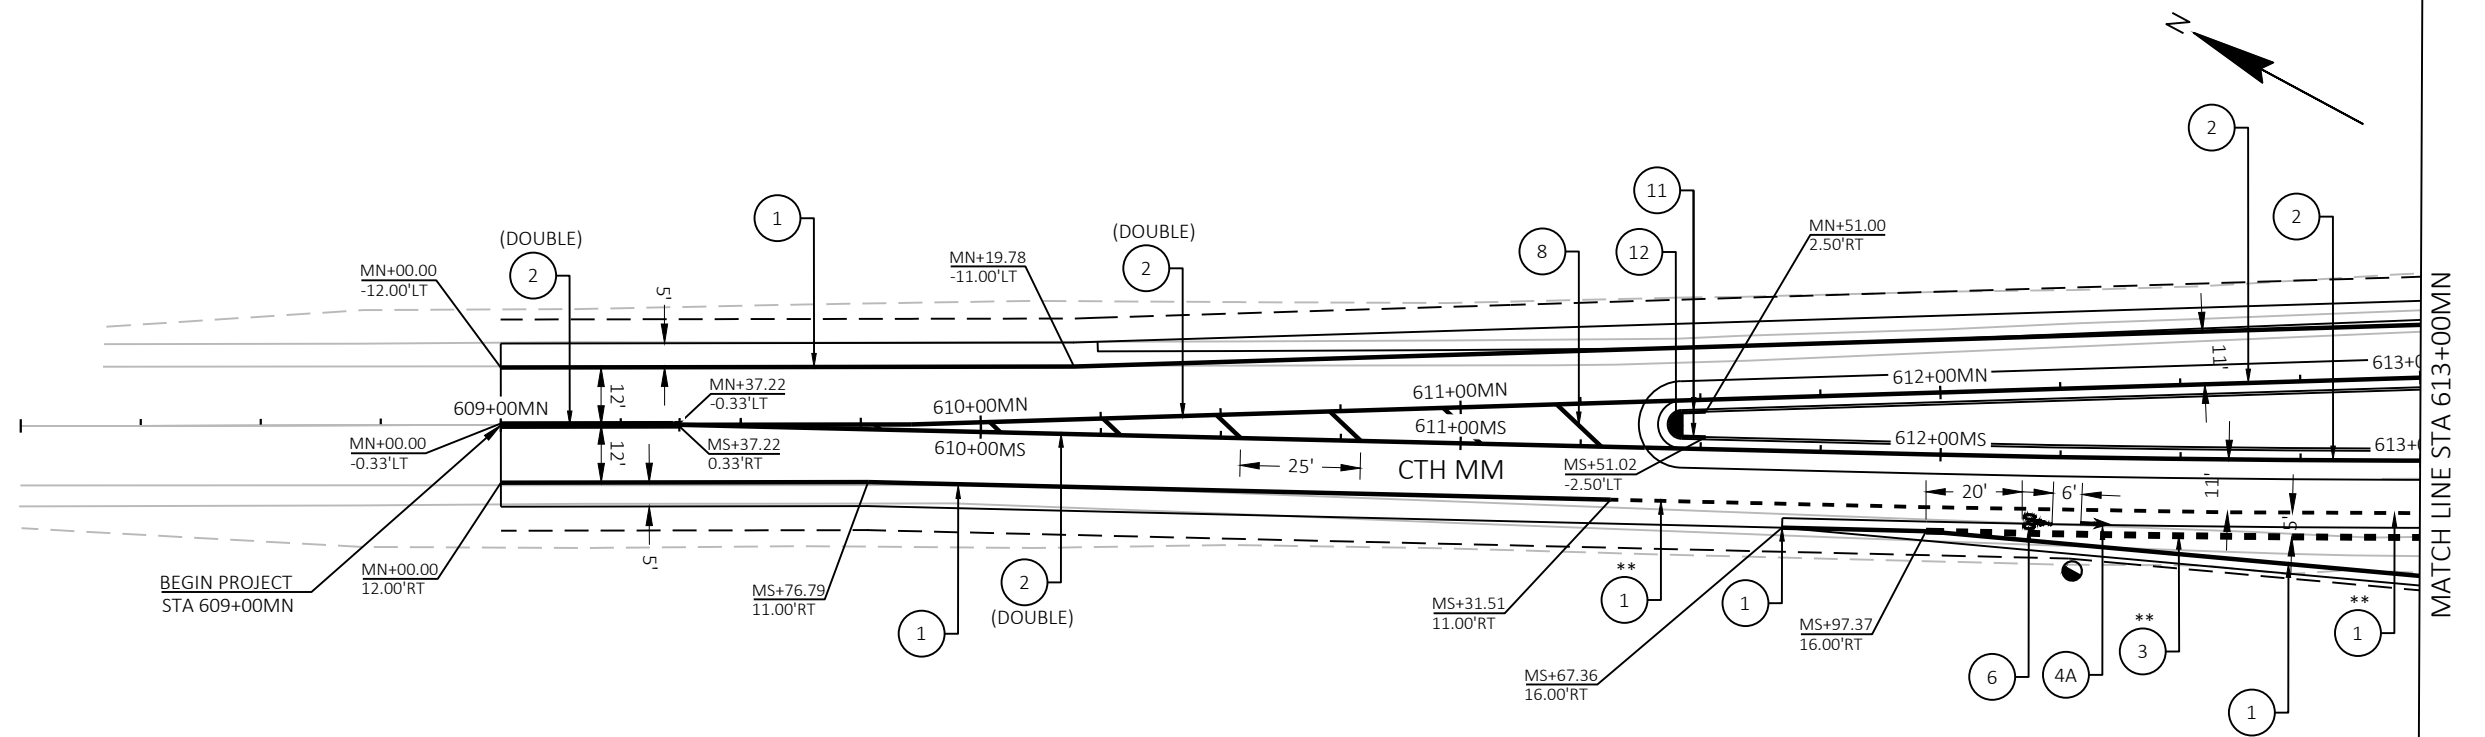 N
2
2
11
1
(DOUBLE)
2
(DOUBLE)
2
8
12
MN+51.00
2.50'RT
MN+19.78
-11.00'LT
MN+00.00
-12.00'LT
5'
11'
613+0
612+00MN
MN+37.22
-0.33'LT
12'
611+00MN
609+00MN
610+00MN
611+00MS
612+00MS
613+0
MN+00.00
-0.33'LT
MS+37.22
0.33'RT
12'
610+00MS
25'
CTH MM
MS+51.02
-2.50'LT
20'
6'
11'
5'
MATCH LINE STA 613+00MN
5'
BEGIN PROJECT
STA 609+00MN
MN+00.00
12.00'RT
MS+76.79
11.00'RT
2
(DOUBLE)
1
MS+31.51
11.00'RT
**
1
1
MS+97.37
16.00'RT
**
3
**
1
MS+67.36
16.00'RT
6
4A
1